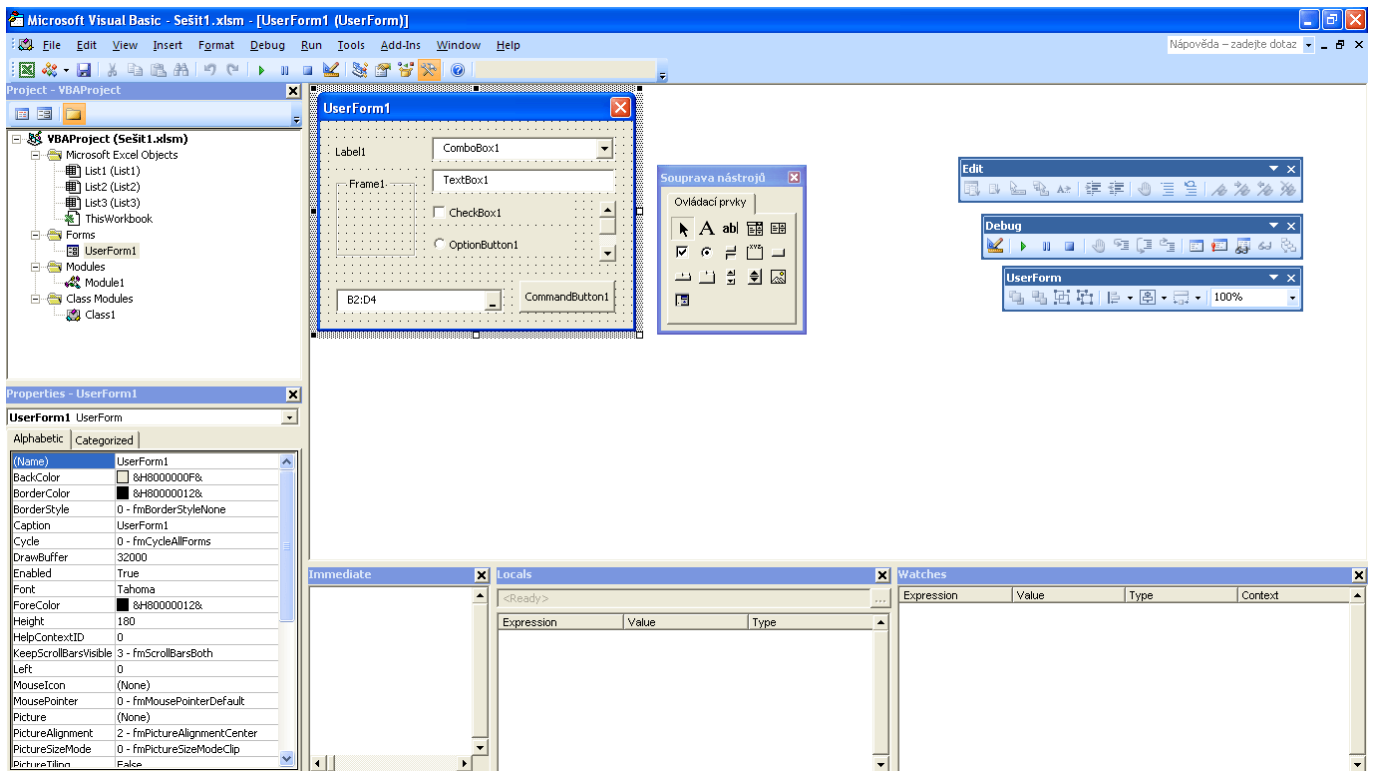 Microsoft Visual Basic - Sešit1.xlsm - [UserForm1 (UserForm)]
File Edit View Insert Format Debug Run Tools Add-Ins Window Help
Nápověda – zadejte dotaz
Project - VBAProject
VBAProject (Sešit1.xlsm)
Microsoft Excel Objects
List1 (List1)
List2 (List2)
List3 (List3)
ThisWorkbook
Forms
UserForm1
Modules
Module1
Class Modules
Class1
UserForm1
Label1
ComboBox1
Frame1
TextBox1
CheckBox1
OptionButton1
B2:D4
CommandButton1
Souprava nástrojů
Ovládací prvky
A ab|
XYZ
Edit
Debug
UserForm
100%
Properties - UserForm1
UserForm1 UserForm
Alphabetic Categorized
(Name) UserForm1
BackColor &H8000000F&
BorderColor &H80000012&
BorderStyle 0 - fmBorderStyleNone
Caption UserForm1
Cycle 0 - fmCycleAllForms
DrawBuffer 32000
Enabled True
Font Tahoma
ForeColor &H80000012&
Height 180
HelpContextID 0
KeepScrollBarsVisible 3 - fmScrollBarsBoth
Left 0
MouseIcon (None)
MousePointer 0 - fmMousePointerDefault
Picture (None)
PictureAlignment 2 - fmPictureAlignmentCenter
PictureSizeMode 0 - fmPictureSizeModeClip
PictureTiling False
Immediate
Locals
<Ready>
...
Expression Value Type
Watches
Expression Value Type Context